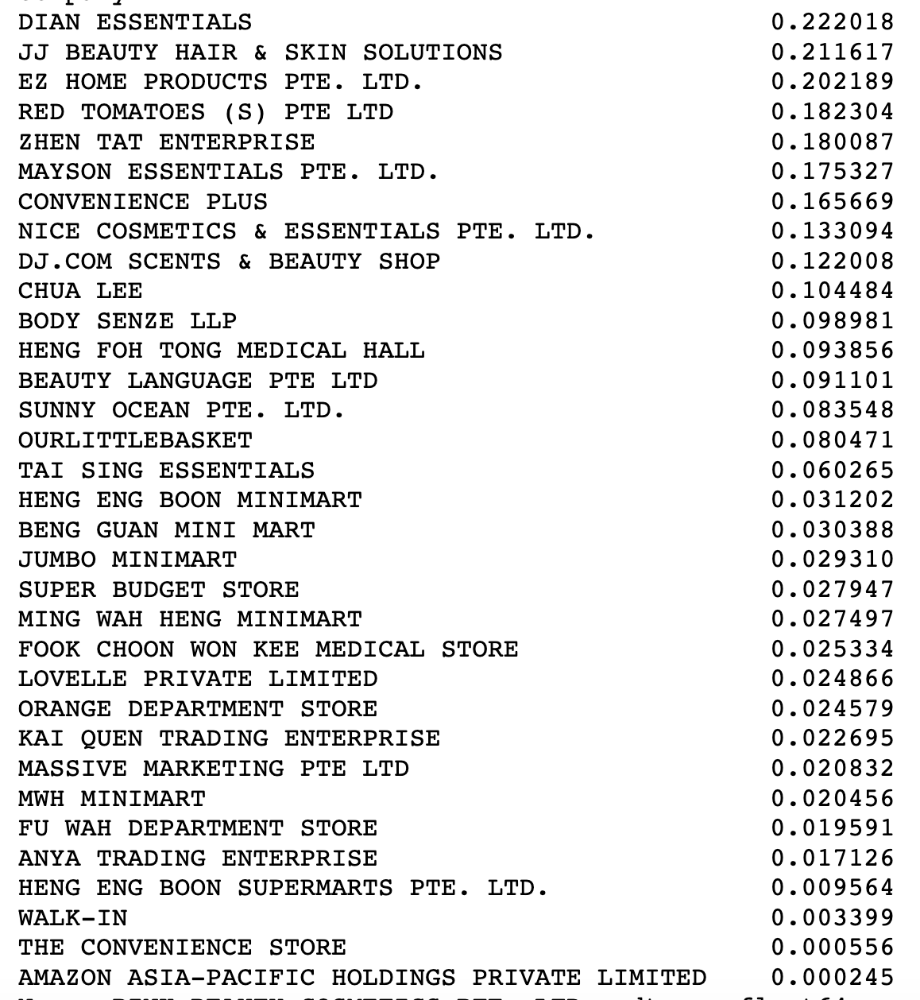 DIAN ESSENTIALS 0.222018
JJ BEAUTY HAIR & SKIN SOLUTIONS 0.211617
EZ HOME PRODUCTS PTE. LTD. 0.202189
RED TOMATOES (S) PTE LTD 0.182304
ZHEN TAT ENTERPRISE 0.180087
MAYSON ESSENTIALS PTE. LTD. 0.175327
CONVENIENCE PLUS 0.165669
NICE COSMETICS & ESSENTIALS PTE. LTD. 0.133094
DJ.COM SCENTS & BEAUTY SHOP 0.122008
CHUA LEE 0.104484
BODY SENZE LLP 0.098981
HENG FOH TONG MEDICAL HALL 0.093856
BEAUTY LANGUAGE PTE LTD 0.091101
SUNNY OCEAN PTE. LTD. 0.083548
OURLITTLEBASKET 0.080471
TAI SING ESSENTIALS 0.060265
HENG ENG BOON MINIMART 0.031202
BENG GUAN MINI MART 0.030388
JUMBO MINIMART 0.029310
SUPER BUDGET STORE 0.027947
MING WAH HENG MINIMART 0.027497
FOOK CHOON WON KEE MEDICAL STORE 0.025334
LOVELLE PRIVATE LIMITED 0.024866
ORANGE DEPARTMENT STORE 0.024579
KAI QUEN TRADING ENTERPRISE 0.022695
MASSIVE MARKETING PTE LTD 0.020832
MWH MINIMART 0.020456
FU WAH DEPARTMENT STORE 0.019591
ANYA TRADING ENTERPRISE 0.017126
HENG ENG BOON SUPERMARTS PTE. LTD. 0.009564
WALK-IN 0.003399
THE CONVENIENCE STORE 0.000556
AMAZON ASIA-PACIFIC HOLDINGS PRIVATE LIMITED 0.000245